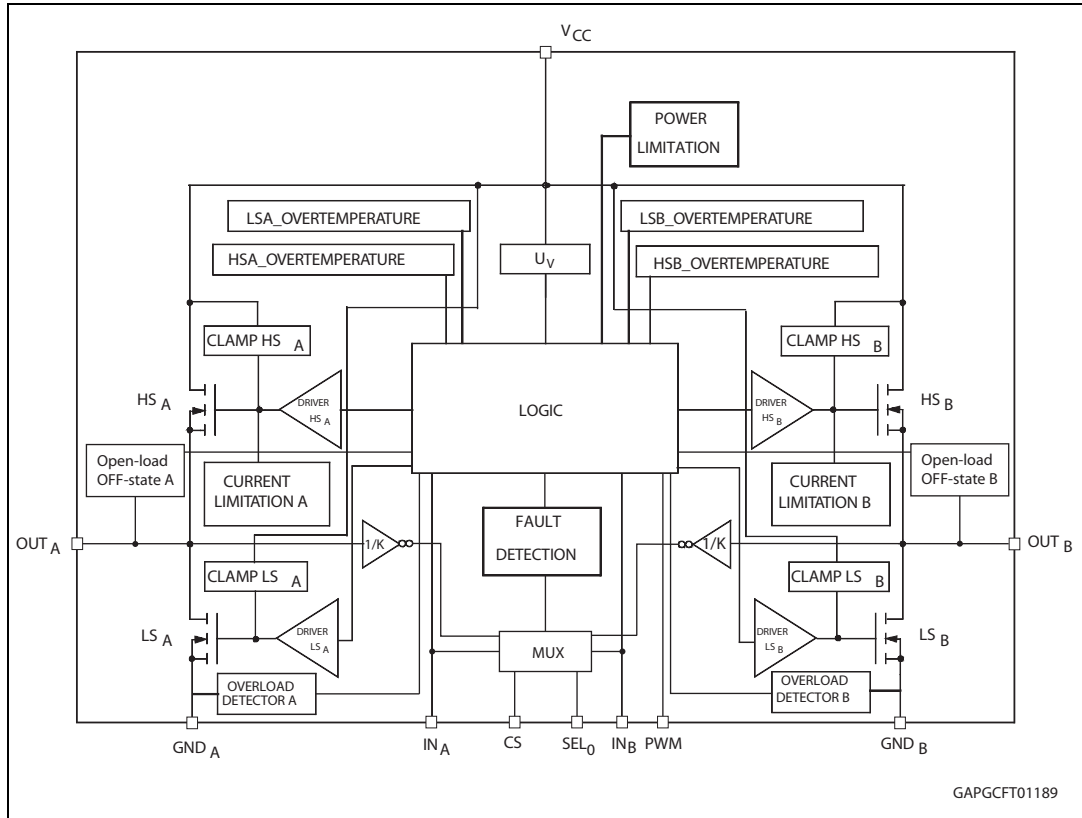 VCC
POWER
LIMITATION
LSA_OVERTEMPERATURE
LSB_OVERTEMPERATURE
HSA_OVERTEMPERATURE
UV
HSB_OVERTEMPERATURE
CLAMP HS A
CLAMP HS B
HS A
DRIVER
HS A
LOGIC
DRIVER
HS B
HS B
Open-load
OFF-state A
CURRENT
LIMITATION A
CURRENT
LIMITATION B
Open-load
OFF-state B
FAULT
DETECTION
OUT A
1/K
1/K
OUT B
CLAMP LS A
CLAMP LS B
LS A
DRIVER
LS A
MUX
DRIVER
LS B
LS B
OVERLOAD
DETECTOR A
OVERLOAD
DETECTOR B
GND A
INA
CS
SEL0
INB
PWM
GND B
GAPGCFT01189